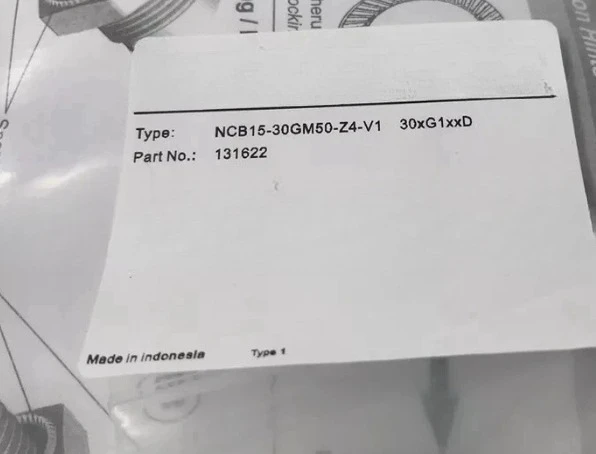 Type: NCB15-30GM50-Z4-V1 30xG1xxD
Part No.: 131622
Made in indonesia Type 1